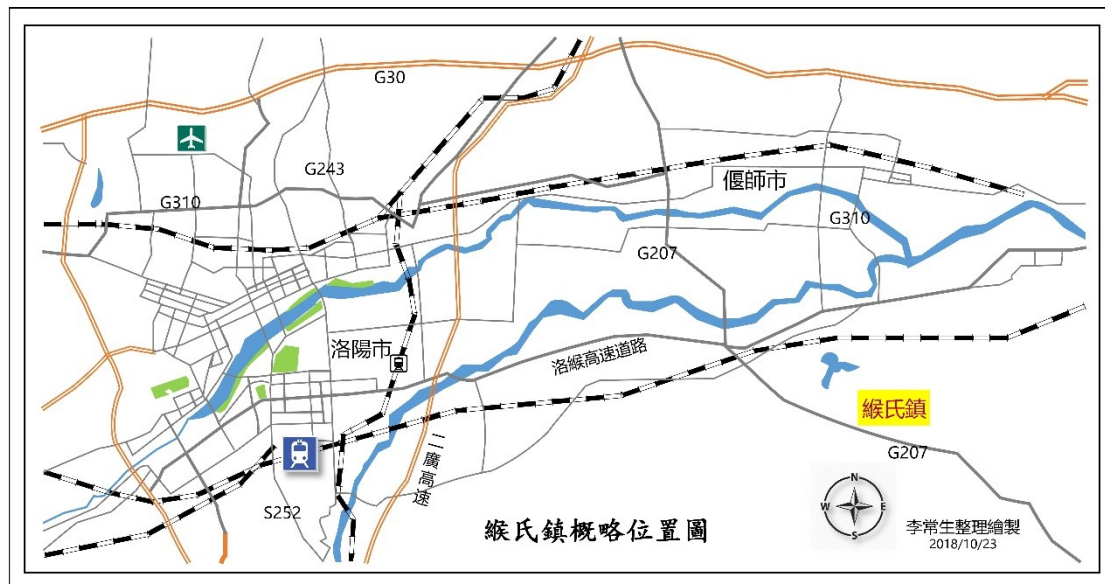 G30
G243
G310
偃師市
G310
G207
洛陽市
洛緱高速道路
緱氏鎮
G207
二廣高速
S252
緱氏鎮概略位置圖
N
W E
S
李常生整理繪製
2018/10/23